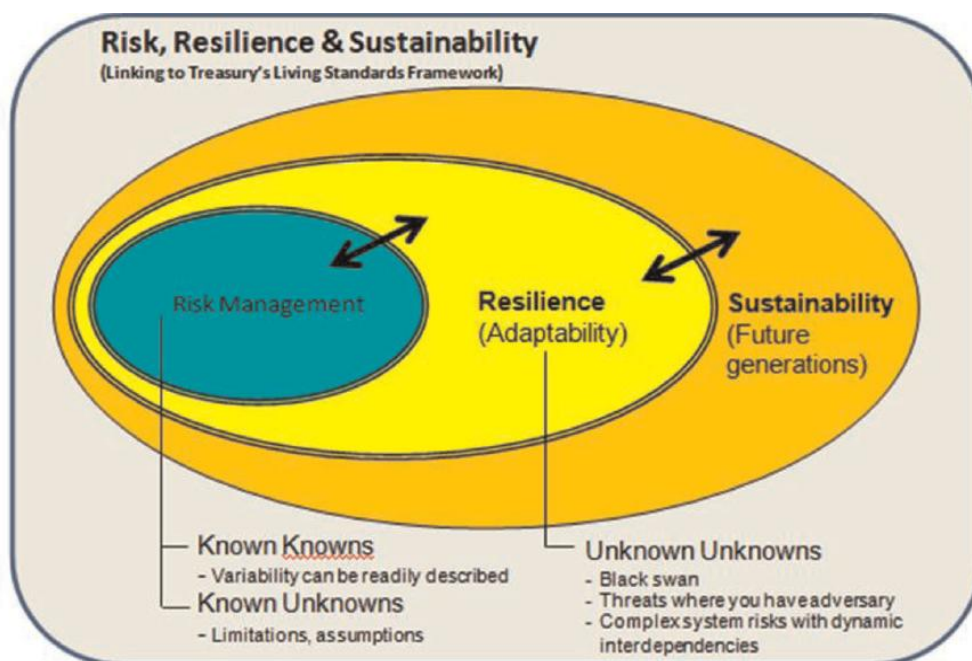 Risk, Resilience & Sustainability
(Linking to Treasury's Living Standards Framework)
Risk Management
Resilience
(Adaptability)
Sustainability
(Future
generations)
Known Knowns
- Variability can be readily described
Known Unknowns
- Limitations, assumptions
Unknown Unknowns
- Black swan
- Threats where you have adversary
- Complex system risks with dynamic
interdependencies